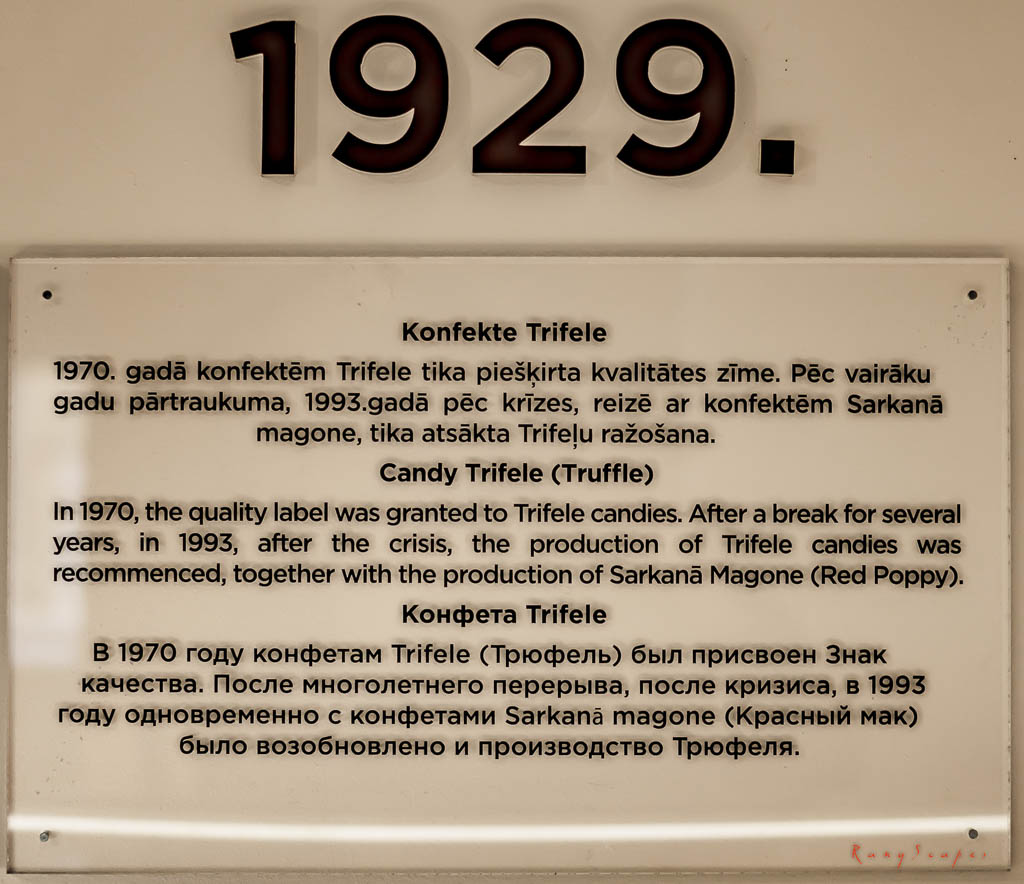 1929.
Konfekte Trifele
1970. gadā konfektēm Trifele tika piešķirta kvalitātes zīme. Pēc vairāku
gadu pārtraukuma, 1993.gadā pēc krīzes, reizē ar konfektēm Sarkanā
magone, tika atsākta Trifeļu ražošana.
Candy Trifele (Truffle)
In 1970, the quality label was granted to Trifele candies. After a break for several
years, in 1993, after the crisis, the production of Trifele candies was
recommenced, together with the production of Sarkanā Magone (Red Poppy).
Конфета Trifele
В 1970 году конфетам Trifele (Трюфель) был присвоен Знак
качества. После многолетнего перерыва, после кризиса, в 1993
году одновременно с конфетами Sarkanā magone (Красный мак)
было возобновлено и производство Трюфеля.